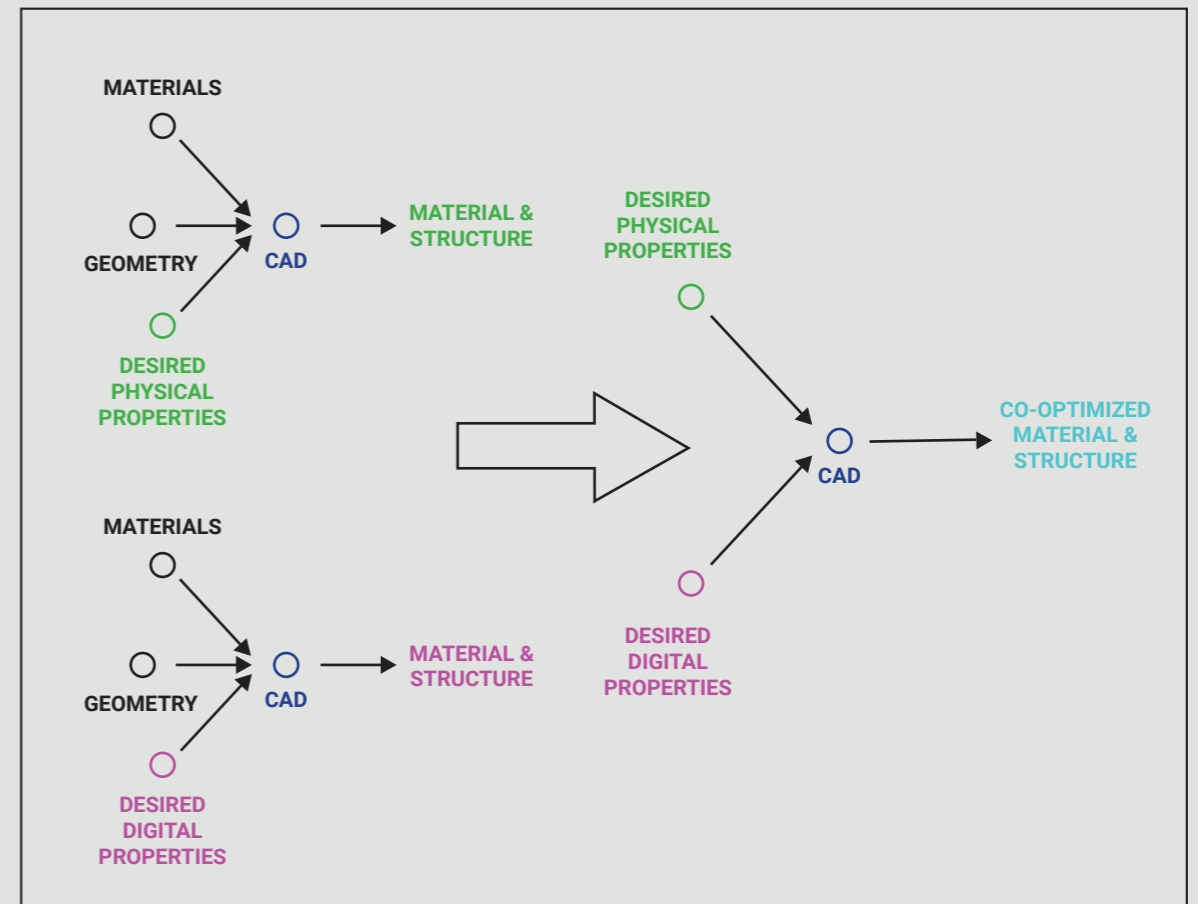 MATERIALS
GEOMETRY
CAD
MATERIAL &
STRUCTURE
DESIRED
PHYSICAL
PROPERTIES
MATERIALS
GEOMETRY
CAD
MATERIAL &
STRUCTURE
DESIRED
DIGITAL
PROPERTIES
DESIRED
PHYSICAL
PROPERTIES
CAD
CO-OPTIMIZED
MATERIAL &
STRUCTURE
DESIRED
DIGITAL
PROPERTIES